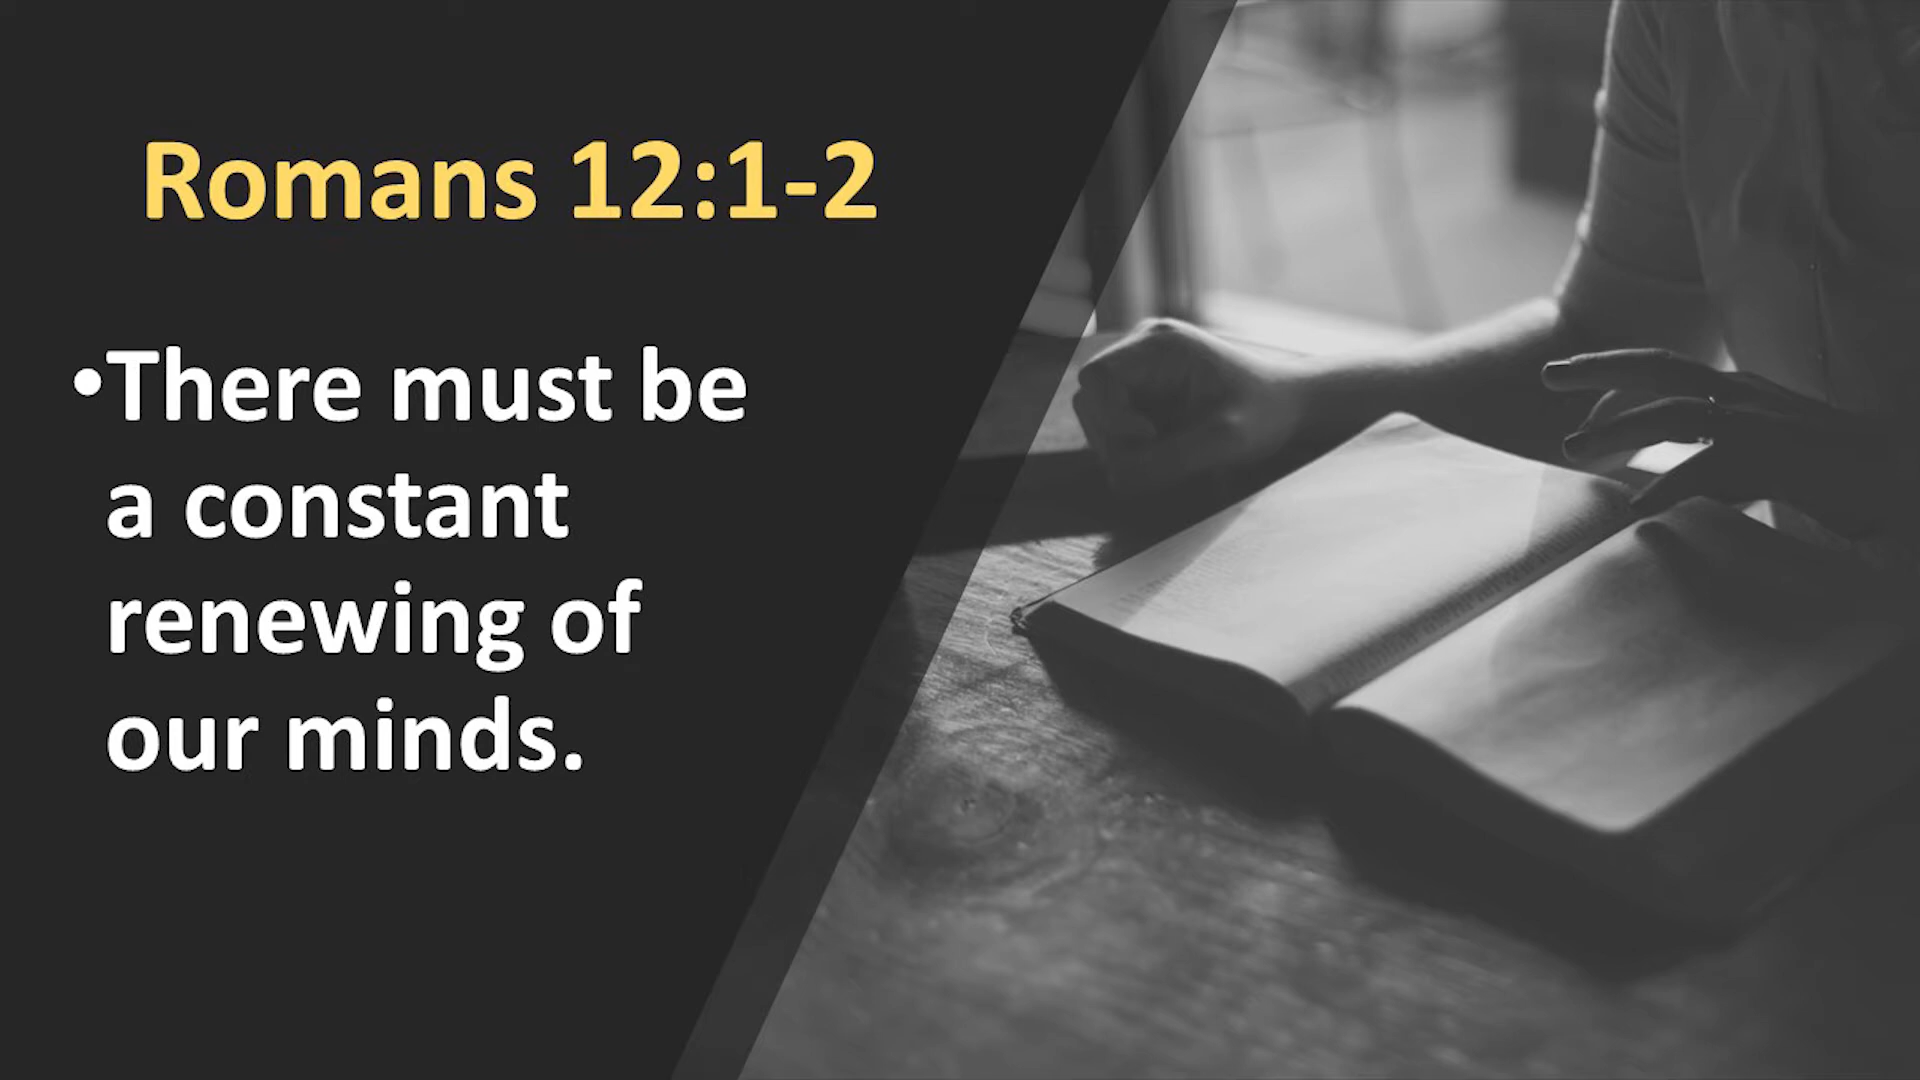 Romans 12:1-2
•There must be
a constant
renewing of
our minds.